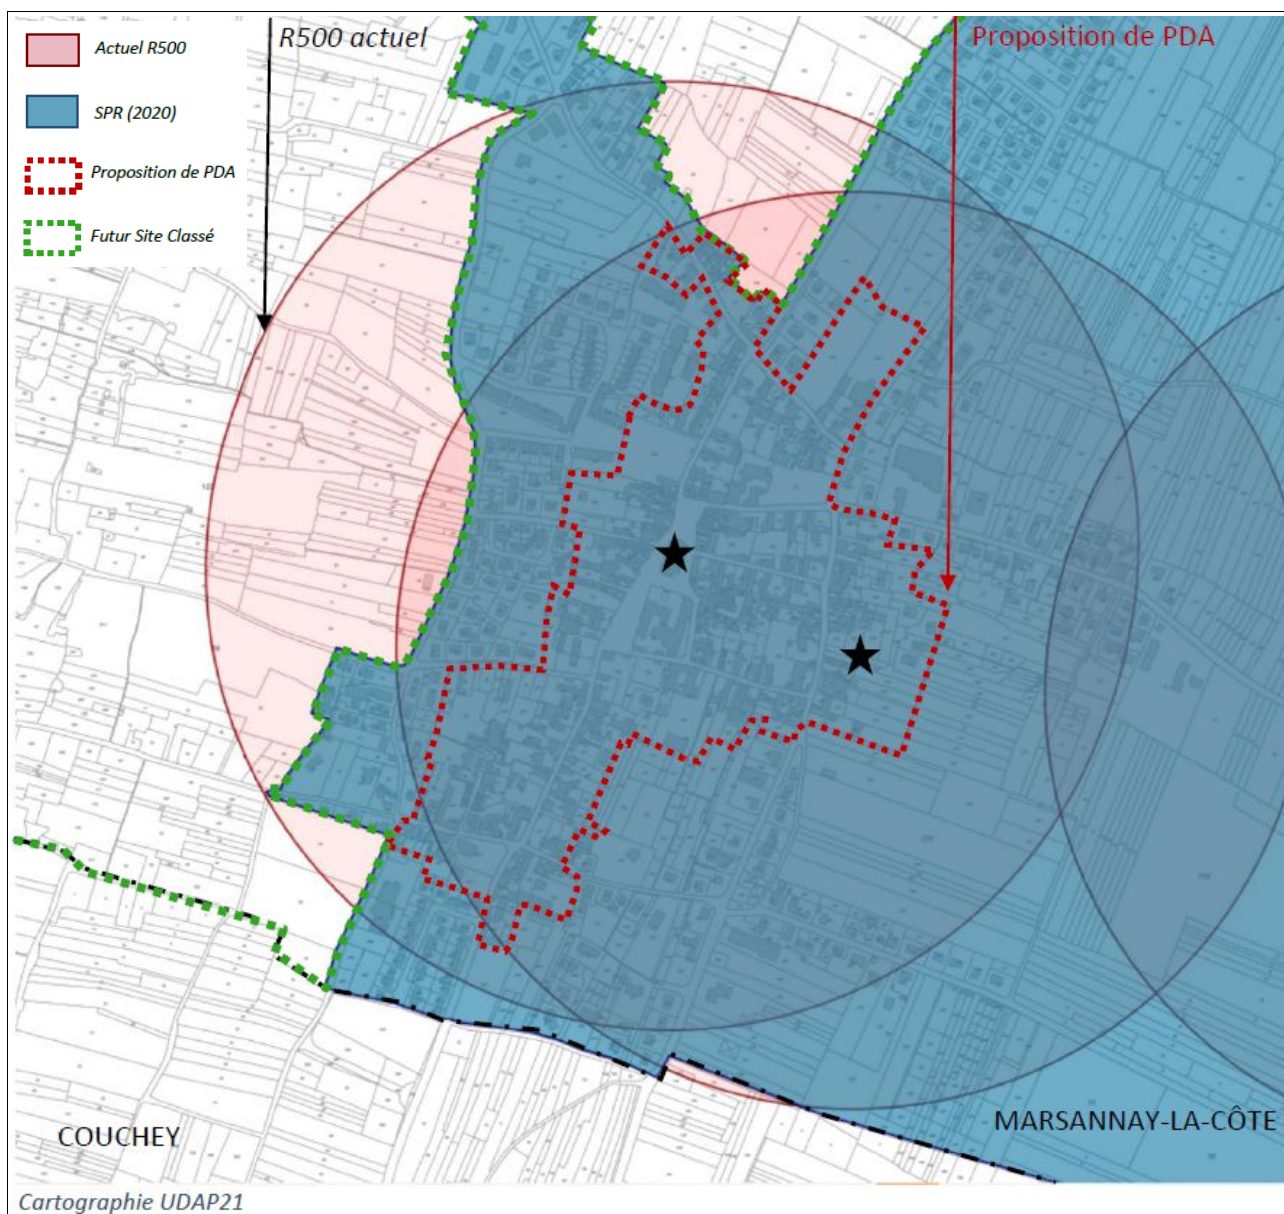 R500 actuel
Proposition de PDA
Actuel R500
SPR (2020)
Proposition de PDA
Futur Site Classé
COUCHEY
MARSANNAY-LA-CÔTE
Cartographie UDAP21